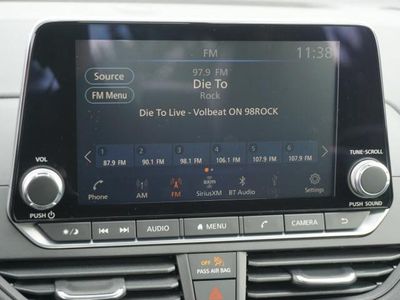 FM
11:38
Source
97.9 FM
FM Menu
Die To
Rock
Die To Live - Volbeat ON 98ROCK
1 2 3 4 5 6
87.9 FM 90.1 FM 98.1 FM 106.1 FM 107.9 FM 107.9 FM
Phone AM FM SiriusXM BT Audio Settings
VOL
PUSH
TUNE·SCROLL
PUSH SOUND
AUDIO MENU CAMERA
OFF
PASS AIR BAG